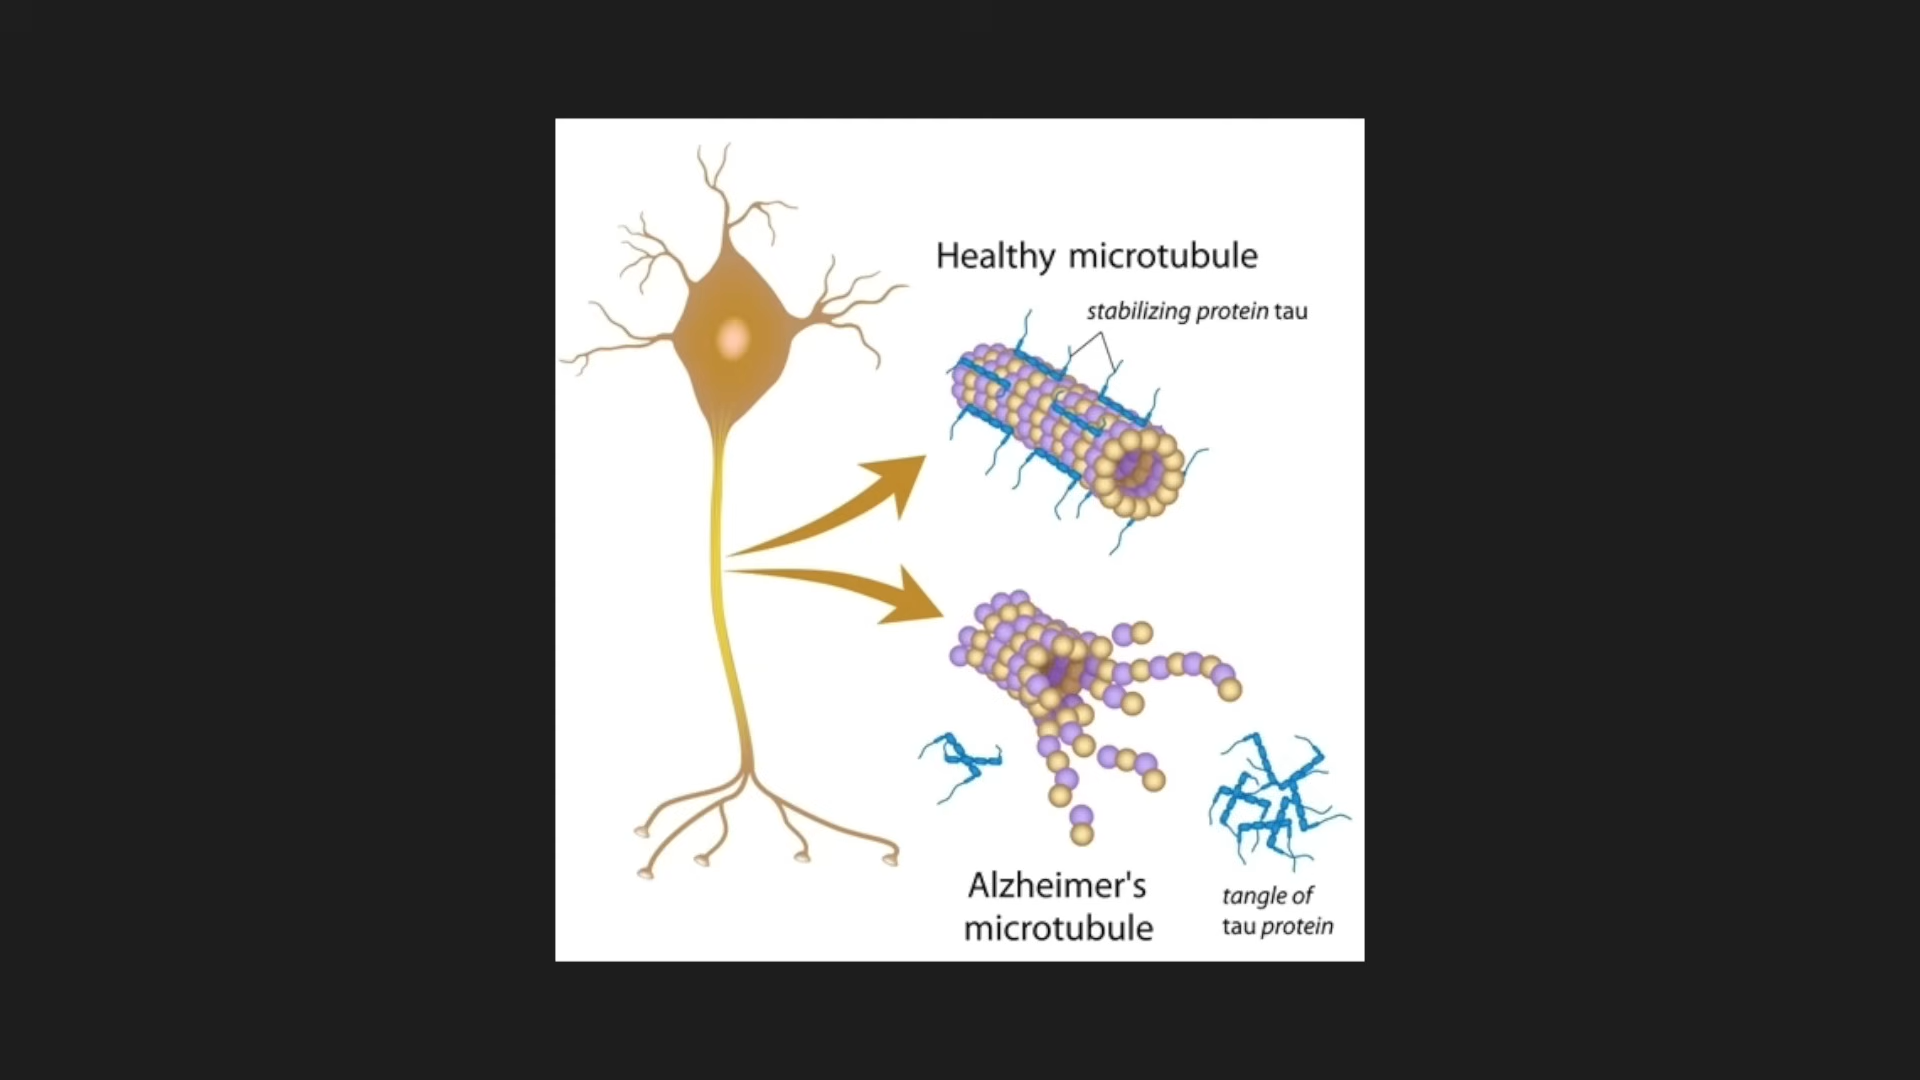 Healthy microtubule
stabilizing protein tau
Alzheimer's
microtubule
tangle of
tau protein